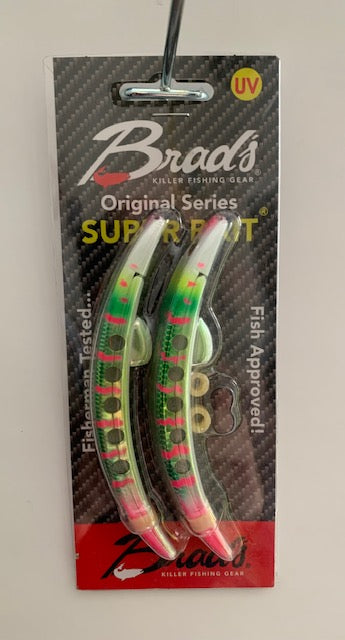 UV
Brad's®
KILLER FISHING GEAR
Original Series
SUPER BAIT®
Fisherman Tested...
Fish Approved!
Brad's
KILLER FISHING GEAR